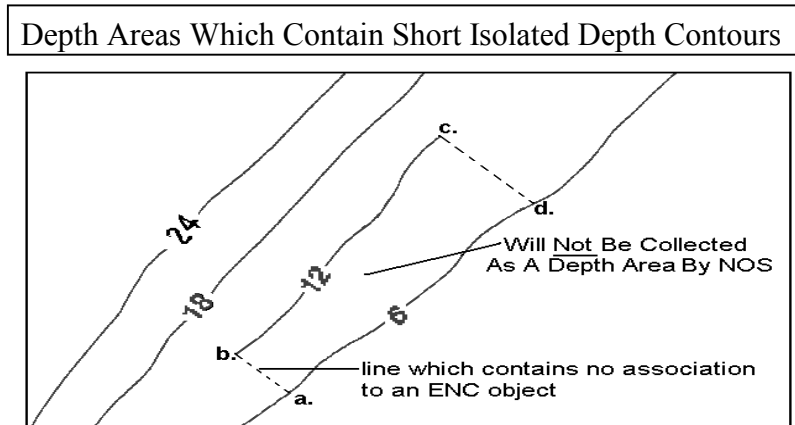 Depth Areas Which Contain Short Isolated Depth Contours
c.
24
d.
Will Not Be Collected
As A Depth Area By NOS
12
18
6
b.
line which contains no association
to an ENC object
a.